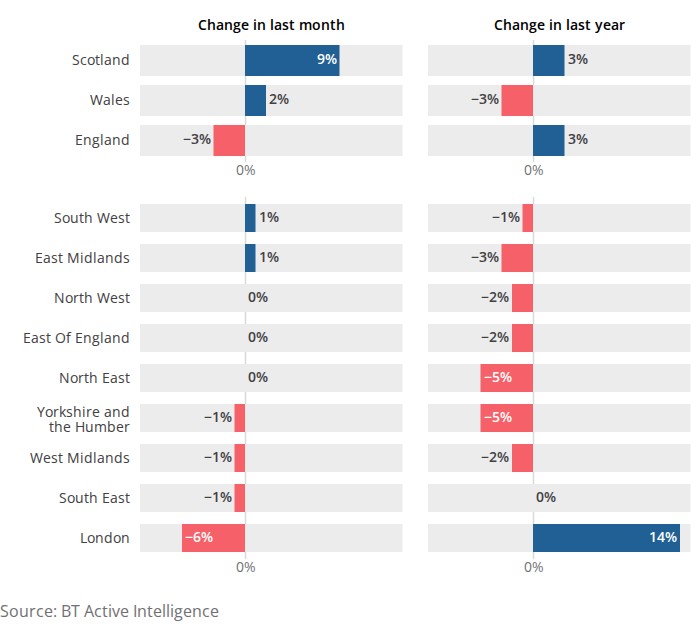 Change in last month Change in last year
Scotland 9% 3%
Wales 2% −3%
England −3% 3%
0% 0%
South West 1% −1%
East Midlands 1% −3%
North West 0% −2%
East Of England 0% −2%
North East 0% −5%
Yorkshire and
the Humber −1% −5%
West Midlands −1% −2%
South East −1% 0%
London −6% 14%
0% 0%
Source: BT Active Intelligence